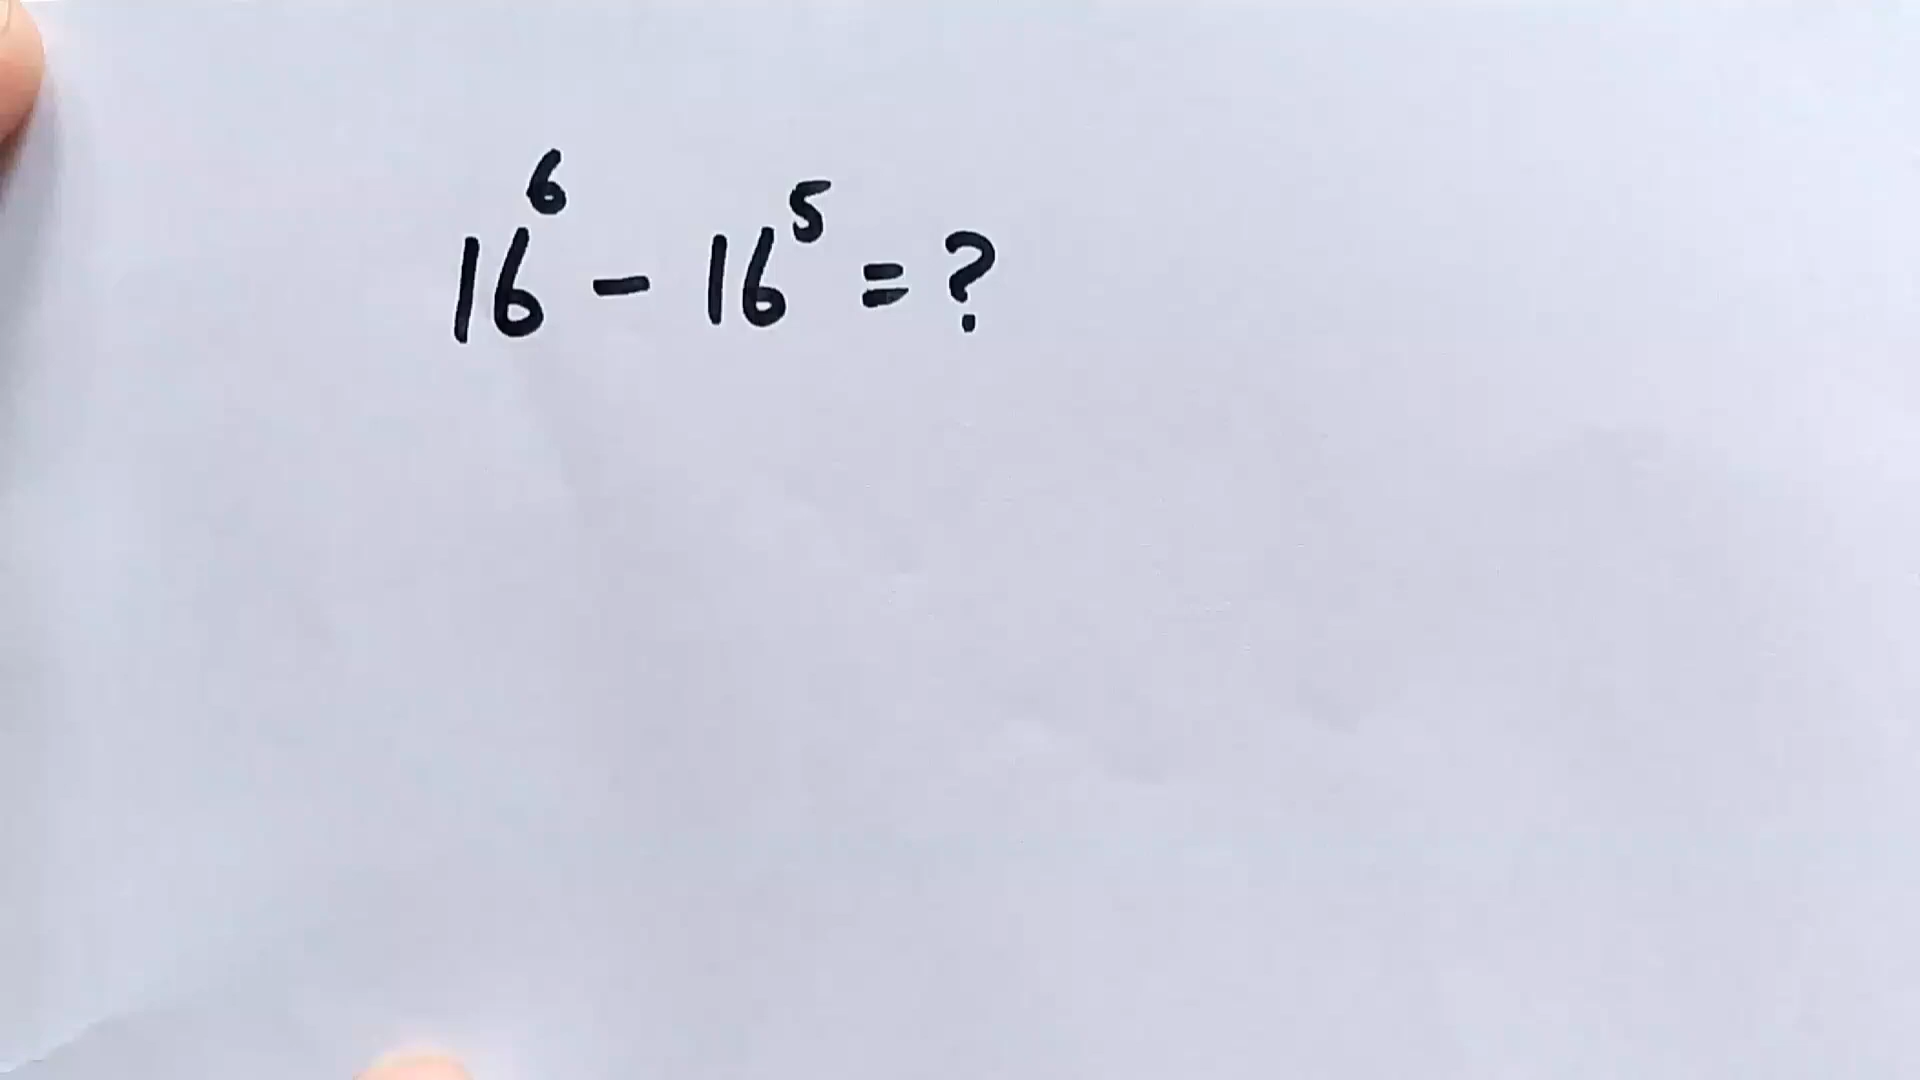 16⁶ - 16⁵ = ?